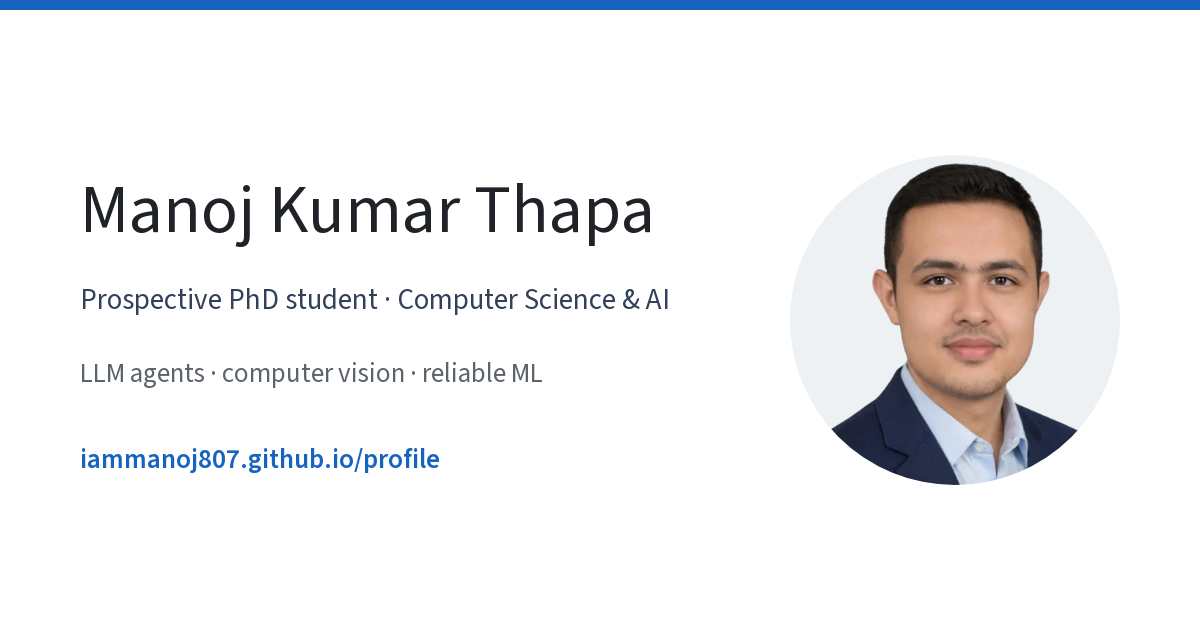 Manoj Kumar Thapa
Prospective PhD student · Computer Science & AI
LLM agents · computer vision · reliable ML
iammanoj807.github.io/profile